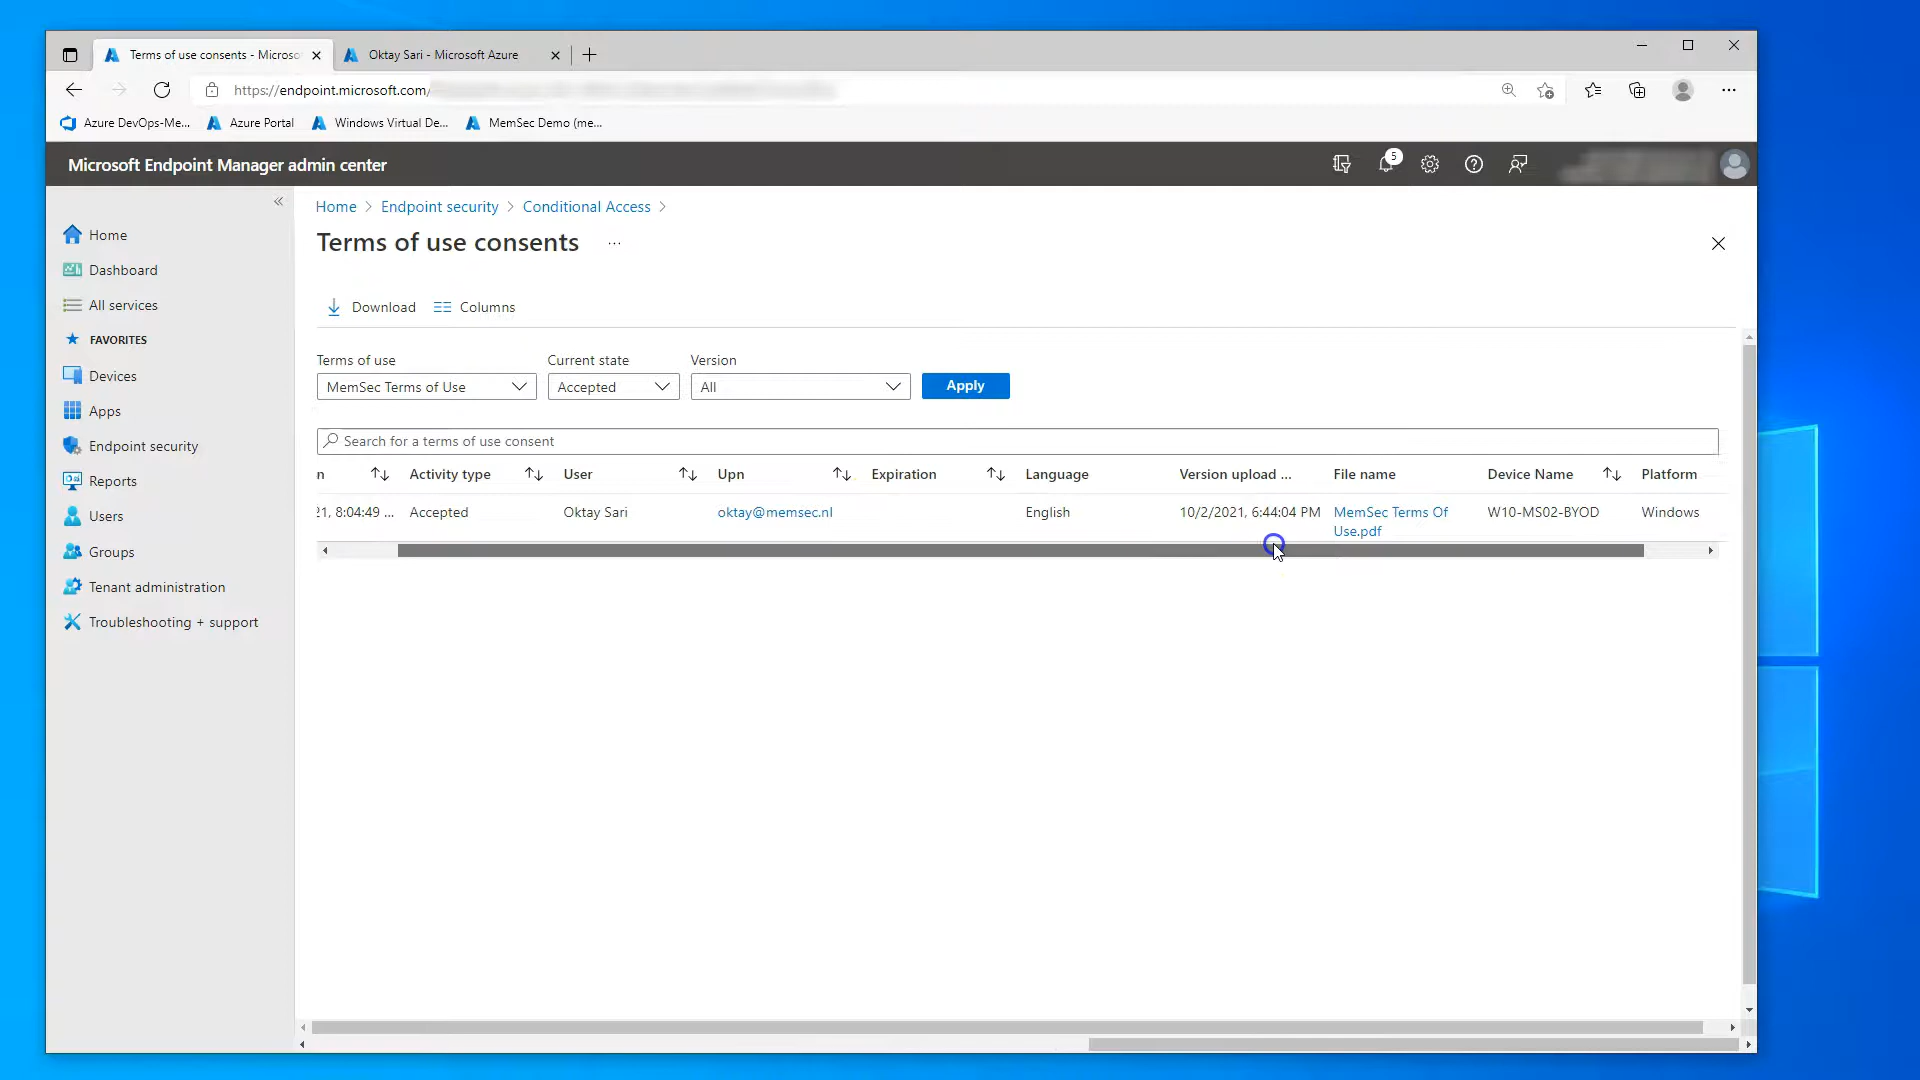 Terms of use consents - Microso
Oktay Sari - Microsoft Azure
https://endpoint.microsoft.com/
Azure DevOps-Me...
Azure Portal
Windows Virtual De...
MemSec Demo (me...
Microsoft Endpoint Manager admin center
5
Home > Endpoint security > Conditional Access >
Terms of use consents ...
Home
Dashboard
All services
FAVORITES
Devices
Apps
Endpoint security
Reports
Users
Groups
Tenant administration
Troubleshooting + support
Download
Columns
Terms of use
Current state
Version
MemSec Terms of Use
Accepted
All
Apply
Search for a terms of use consent
n
Activity type
User
Upn
Expiration
Language
Version upload ...
File name
Device Name
Platform
21, 8:04:49 ...
Accepted
Oktay Sari
oktay@memsec.nl
English
10/2/2021, 6:44:04 PM
MemSec Terms Of
Use.pdf
W10-MS02-BYOD
Windows